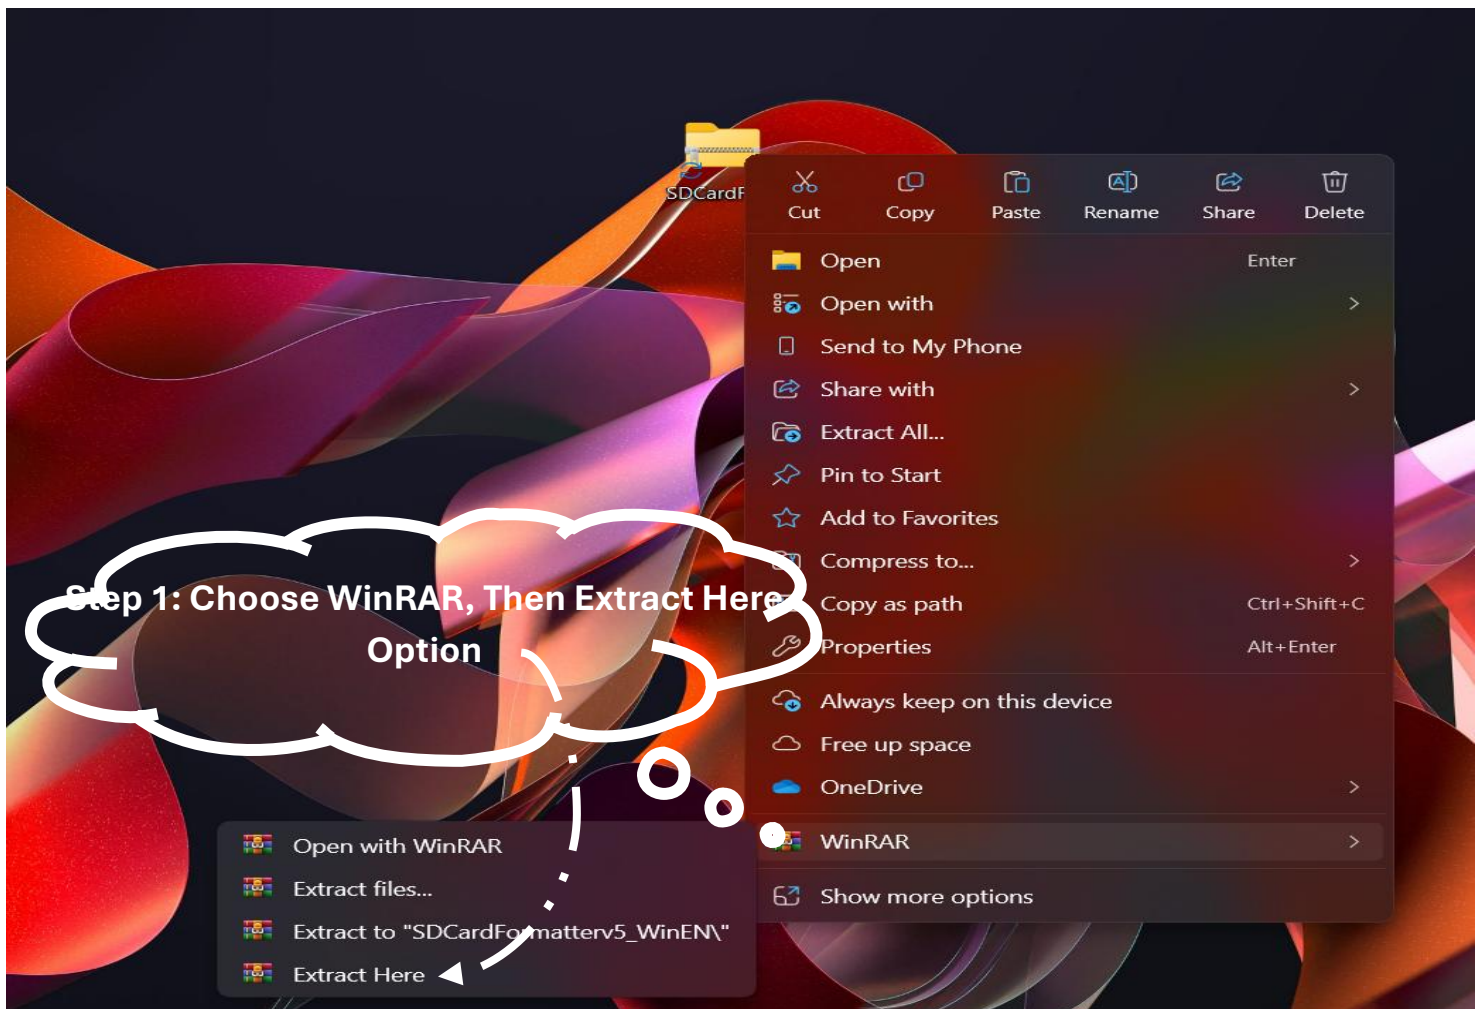 SDCardF
Cut
Copy
Paste
Rename
Share
Delete
Open Enter
Open with
Send to My Phone
Share with
Extract All...
Pin to Start
Add to Favorites
Compress to...
Copy as path Ctrl+Shift+C
Properties Alt+Enter
Always keep on this device
Free up space
OneDrive
WinRAR
Show more options
Step 1: Choose WinRAR, Then Extract Here
Option
Open with WinRAR
Extract files...
Extract to "SDCardFormatterv5_WinEN\"
Extract Here